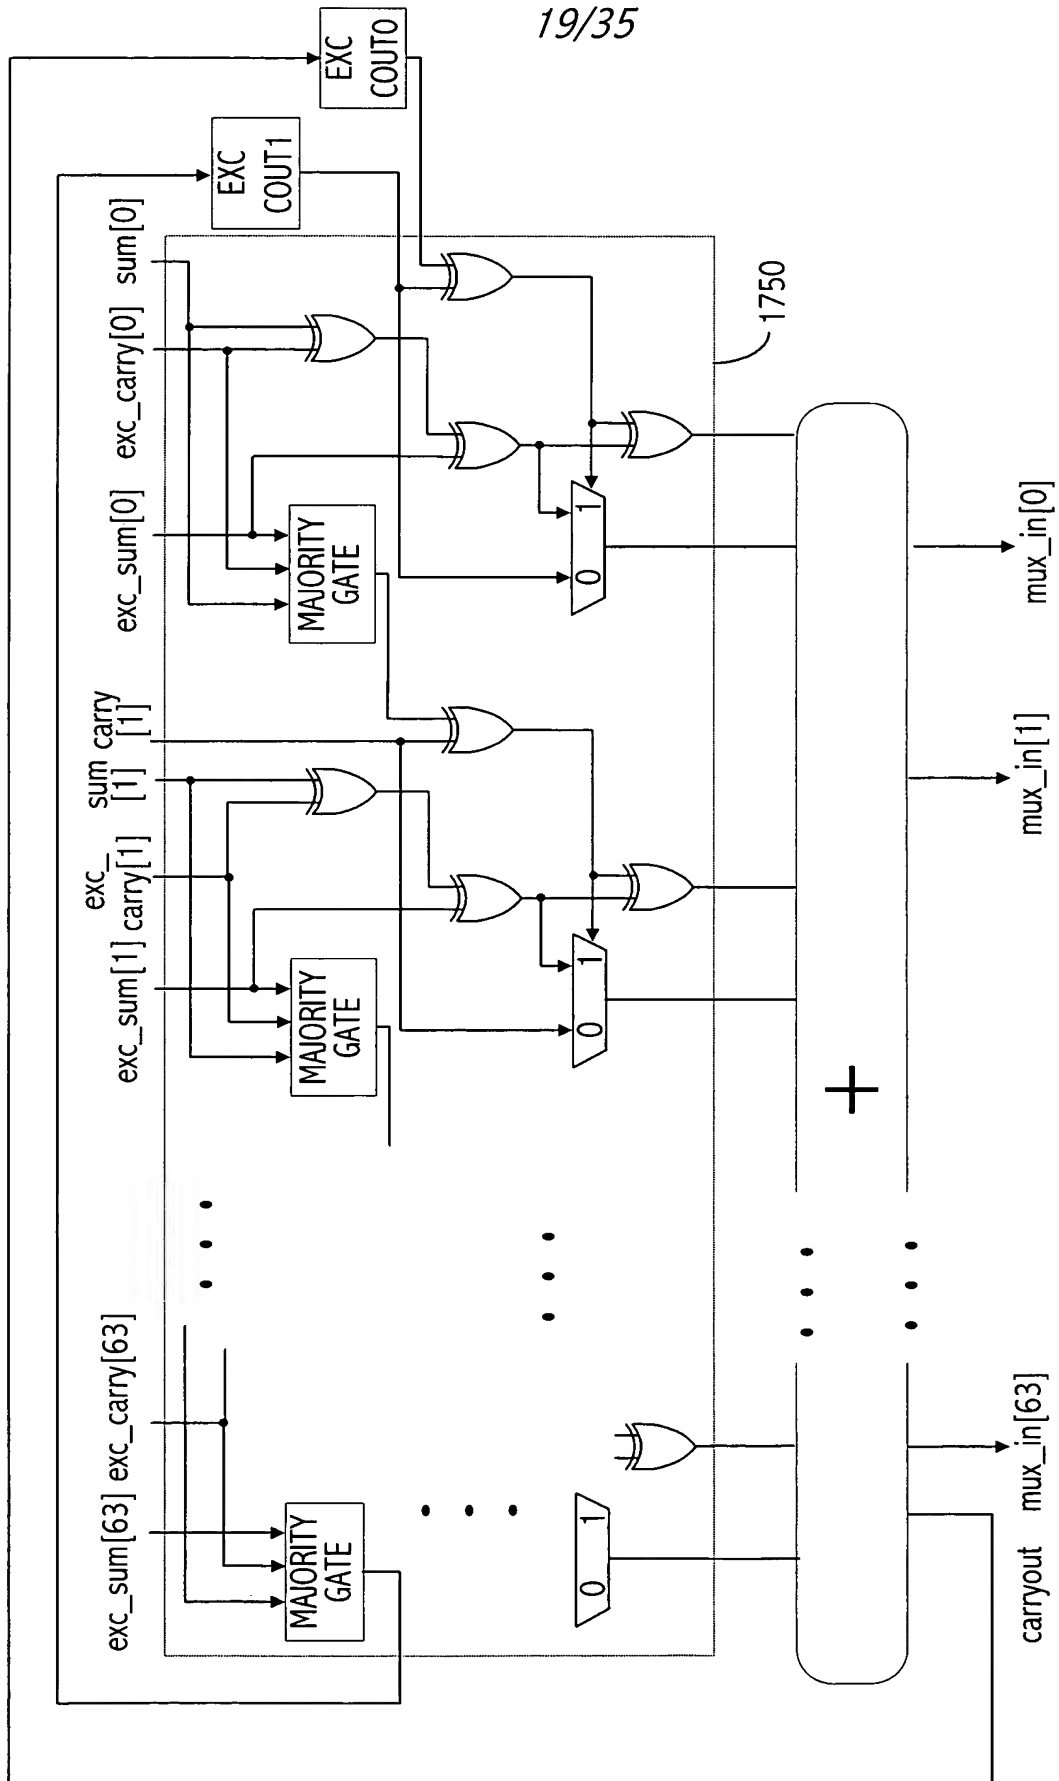 19/35
EXC
COUT0
EXC
COUT1
sum[0]
exc_carry[0]
exc_sum[0]
MAJORITY
GATE
0 1
1750
carry
[1]
sum
[1]
exc_
carry[1]
exc_sum[1]
MAJORITY
GATE
0 1
exc_carry[63]
exc_sum[63]
MAJORITY
GATE
0 1
+
mux_in[0]
mux_in[1]
mux_in[63]
carryout